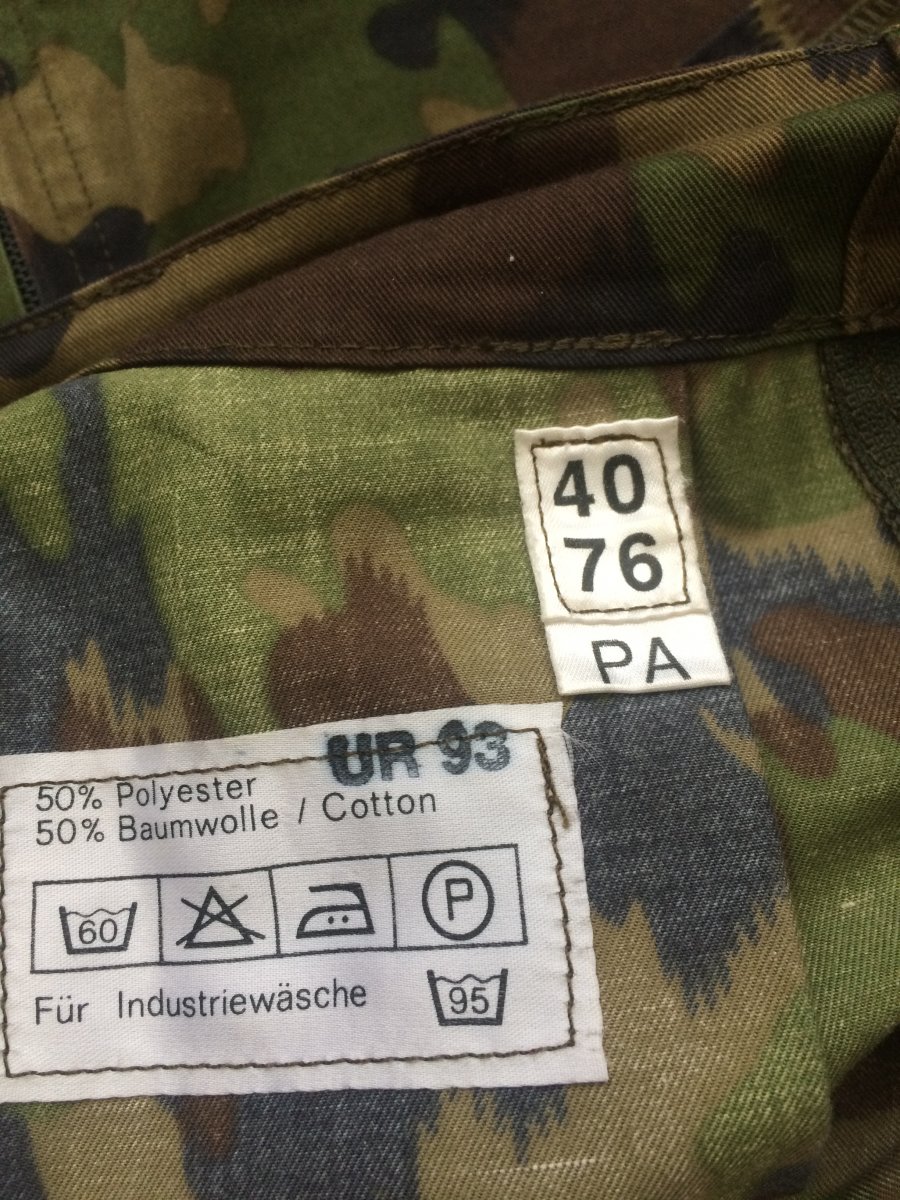 40
76
PA
UR 93
50% Polyester
50% Baumwolle / Cotton
60
P
Für Industriewäsche
95